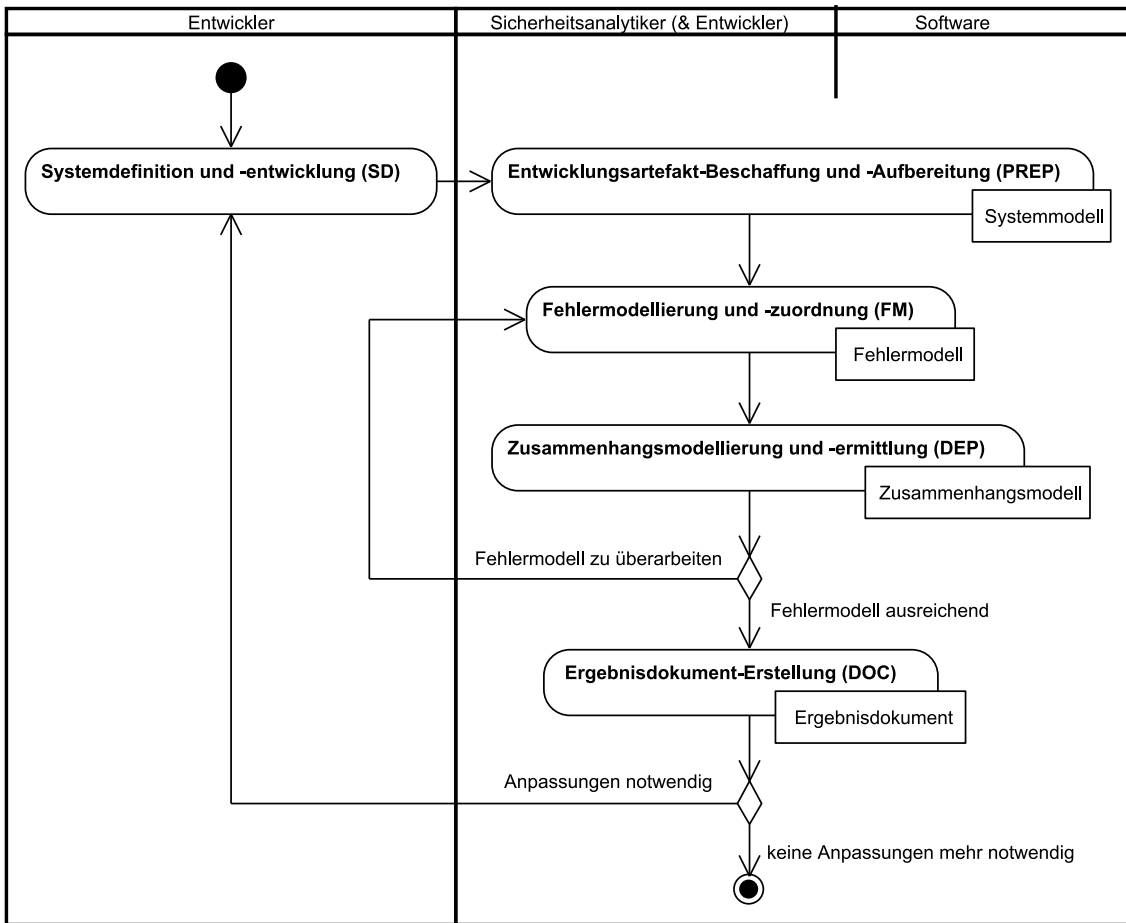 Entwickler
Sicherheitsanalytiker (& Entwickler)
Software
Systemdefinition und -entwicklung (SD)
Entwicklungsartefakt-Beschaffung und -Aufbereitung (PREP)
Systemmodell
Fehlermodellierung und -zuordnung (FM)
Fehlermodell
Zusammenhangsmodellierung und -ermittlung (DEP)
Zusammenhangsmodell
Fehlermodell zu überarbeiten
Fehlermodell ausreichend
Ergebnisdokument-Erstellung (DOC)
Ergebnisdokument
Anpassungen notwendig
keine Anpassungen mehr notwendig